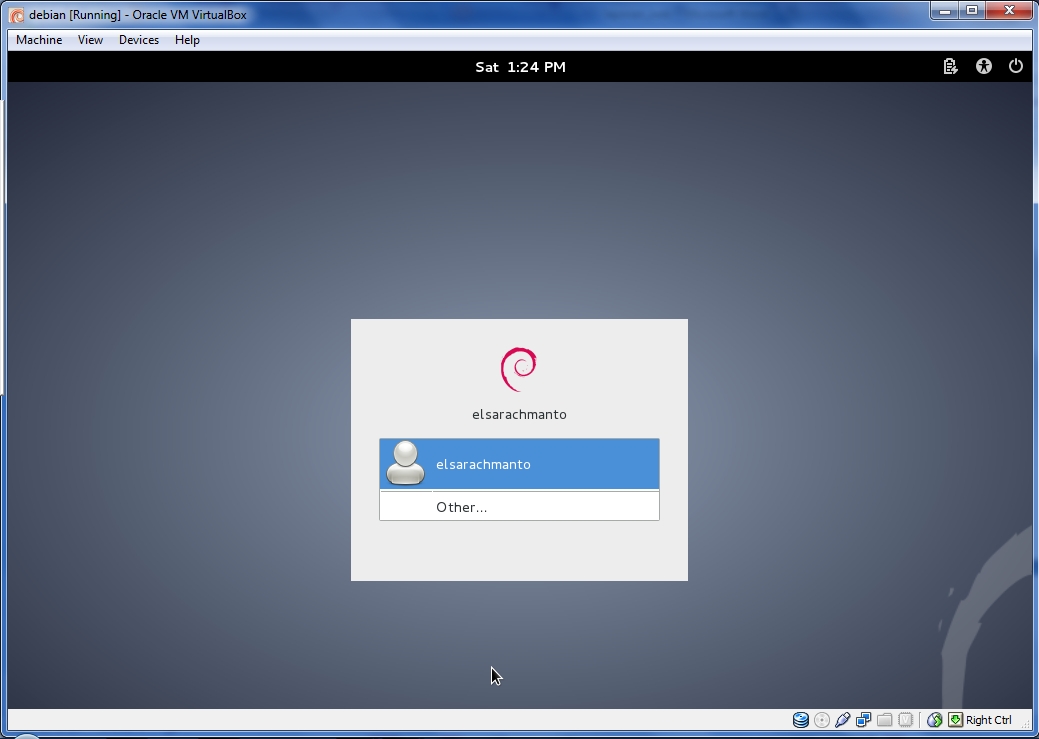 debian [Running] - Oracle VM VirtualBox
Machine View Devices Help
Sat 1:24 PM
elsarachmanto
elsarachmanto
Other...
Right Ctrl